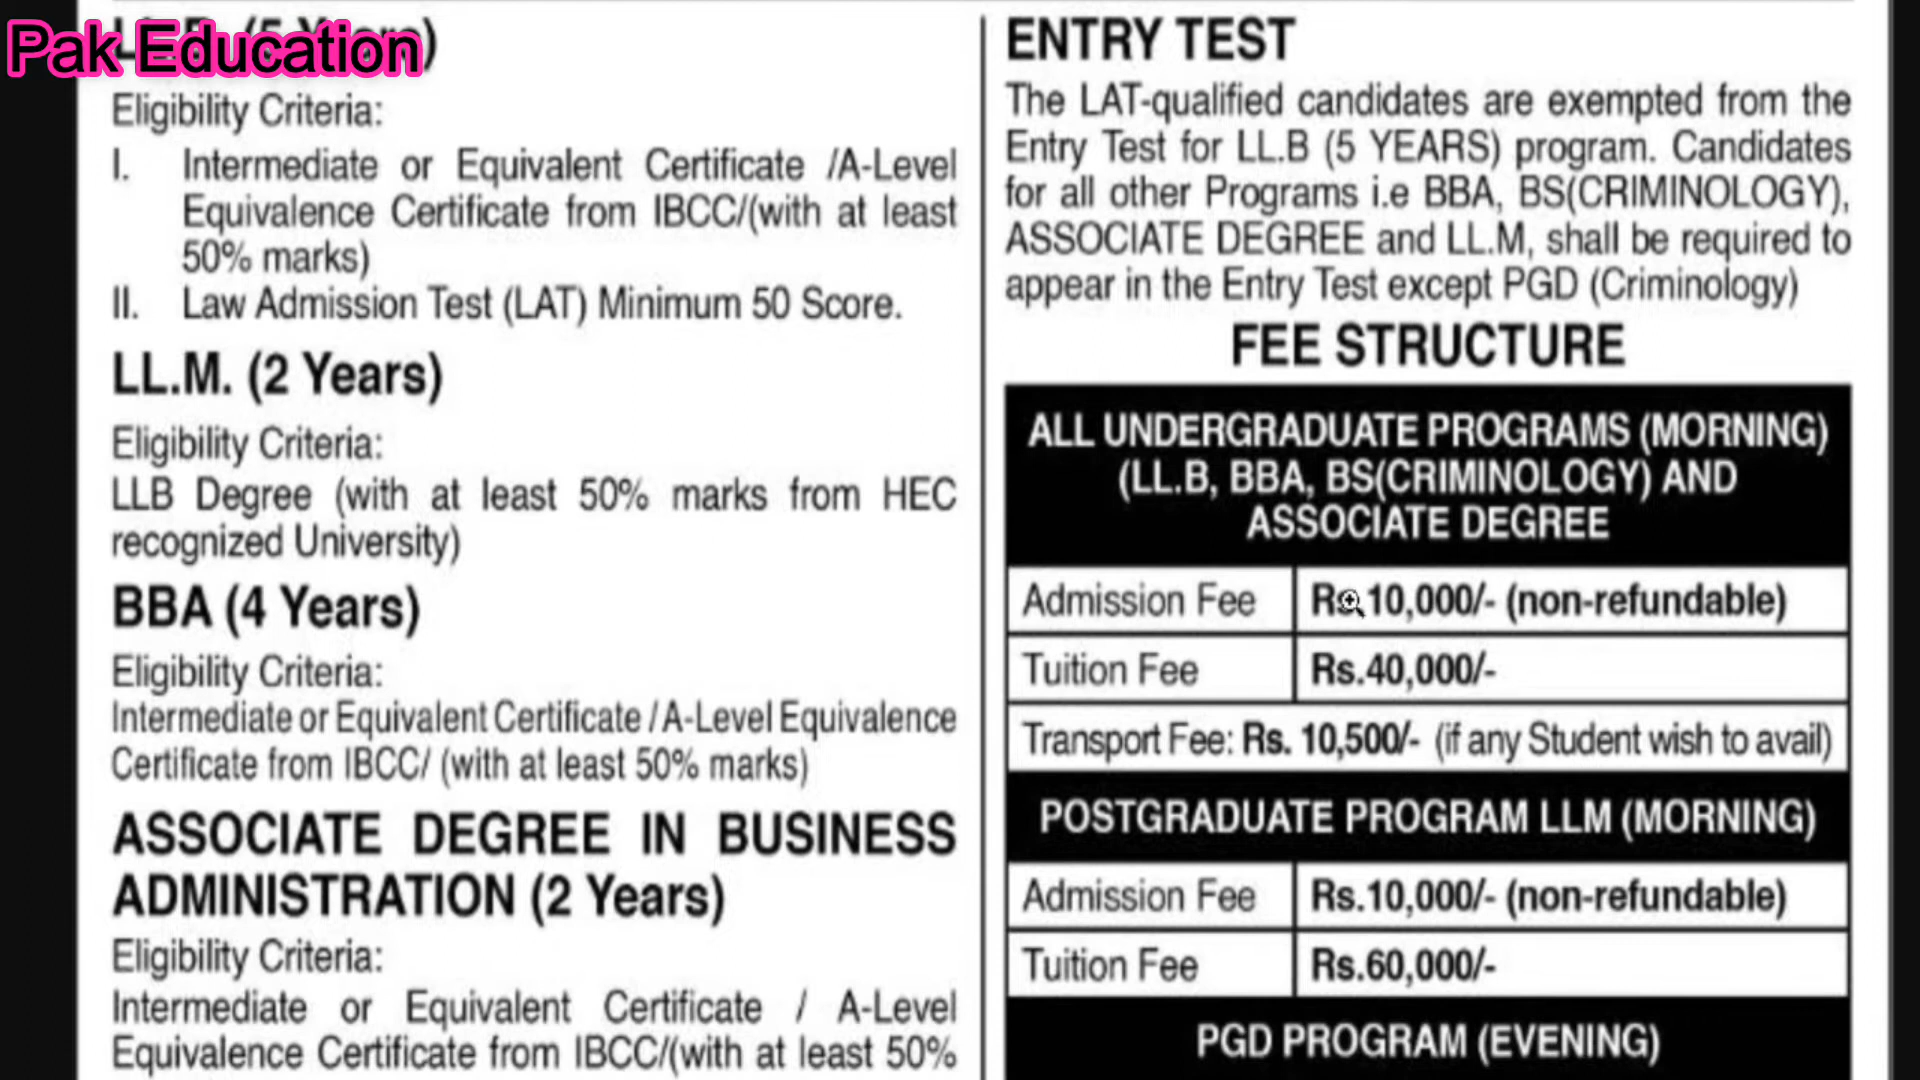 Pak Education
LL.B. (5 Years)
Eligibility Criteria:
I. Intermediate or Equivalent Certificate /A-Level
Equivalence Certificate from IBCC/(with at least
50% marks)
II. Law Admission Test (LAT) Minimum 50 Score.
LL.M. (2 Years)
Eligibility Criteria:
LLB Degree (with at least 50% marks from HEC
recognized University)
BBA (4 Years)
Eligibility Criteria:
Intermediate or Equivalent Certificate / A-Level Equivalence
Certificate from IBCC/ (with at least 50% marks)
ASSOCIATE DEGREE IN BUSINESS
ADMINISTRATION (2 Years)
Eligibility Criteria:
Intermediate or Equivalent Certificate / A-Level
Equivalence Certificate from IBCC/(with at least 50%
ENTRY TEST
The LAT-qualified candidates are exempted from the
Entry Test for LL.B (5 YEARS) program. Candidates
for all other Programs i.e BBA, BS(CRIMINOLOGY),
ASSOCIATE DEGREE and LL.M, shall be required to
appear in the Entry Test except PGD (Criminology)
FEE STRUCTURE
ALL UNDERGRADUATE PROGRAMS (MORNING)
(LL.B, BBA, BS(CRIMINOLOGY) AND
ASSOCIATE DEGREE
Admission Fee Rs.10,000/- (non-refundable)
Tuition Fee Rs.40,000/-
Transport Fee: Rs. 10,500/- (if any Student wish to avail)
POSTGRADUATE PROGRAM LLM (MORNING)
Admission Fee Rs.10,000/- (non-refundable)
Tuition Fee Rs.60,000/-
PGD PROGRAM (EVENING)